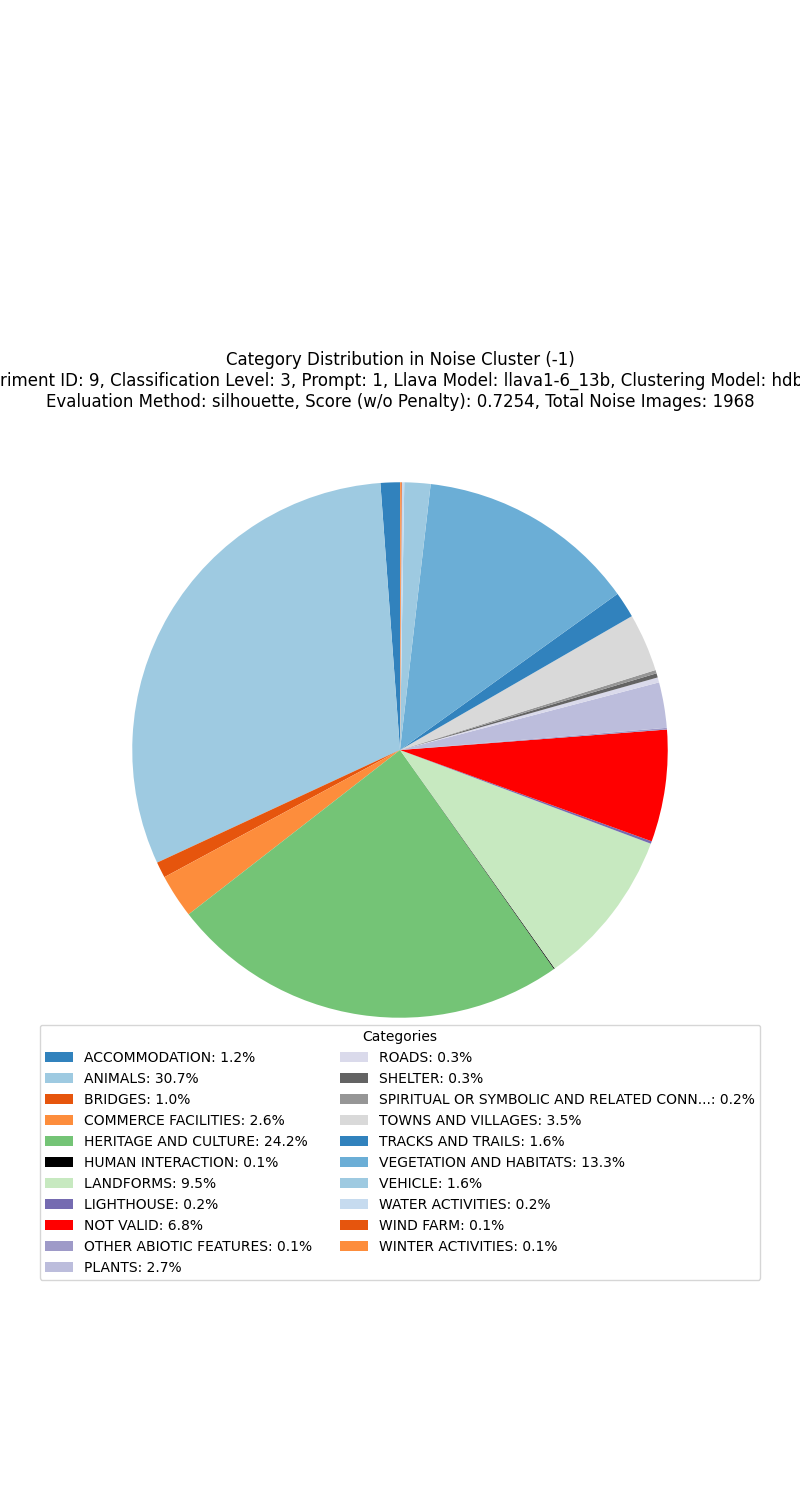 Category Distribution in Noise Cluster (-1)
riment ID: 9, Classification Level: 3, Prompt: 1, Llava Model: llava1-6_13b, Clustering Model: hdb
Evaluation Method: silhouette, Score (w/o Penalty): 0.7254, Total Noise Images: 1968
Categories
ACCOMMODATION: 1.2%
ANIMALS: 30.7%
BRIDGES: 1.0%
COMMERCE FACILITIES: 2.6%
HERITAGE AND CULTURE: 24.2%
HUMAN INTERACTION: 0.1%
LANDFORMS: 9.5%
LIGHTHOUSE: 0.2%
NOT VALID: 6.8%
OTHER ABIOTIC FEATURES: 0.1%
PLANTS: 2.7%
ROADS: 0.3%
SHELTER: 0.3%
SPIRITUAL OR SYMBOLIC AND RELATED CONN...: 0.2%
TOWNS AND VILLAGES: 3.5%
TRACKS AND TRAILS: 1.6%
VEGETATION AND HABITATS: 13.3%
VEHICLE: 1.6%
WATER ACTIVITIES: 0.2%
WIND FARM: 0.1%
WINTER ACTIVITIES: 0.1%